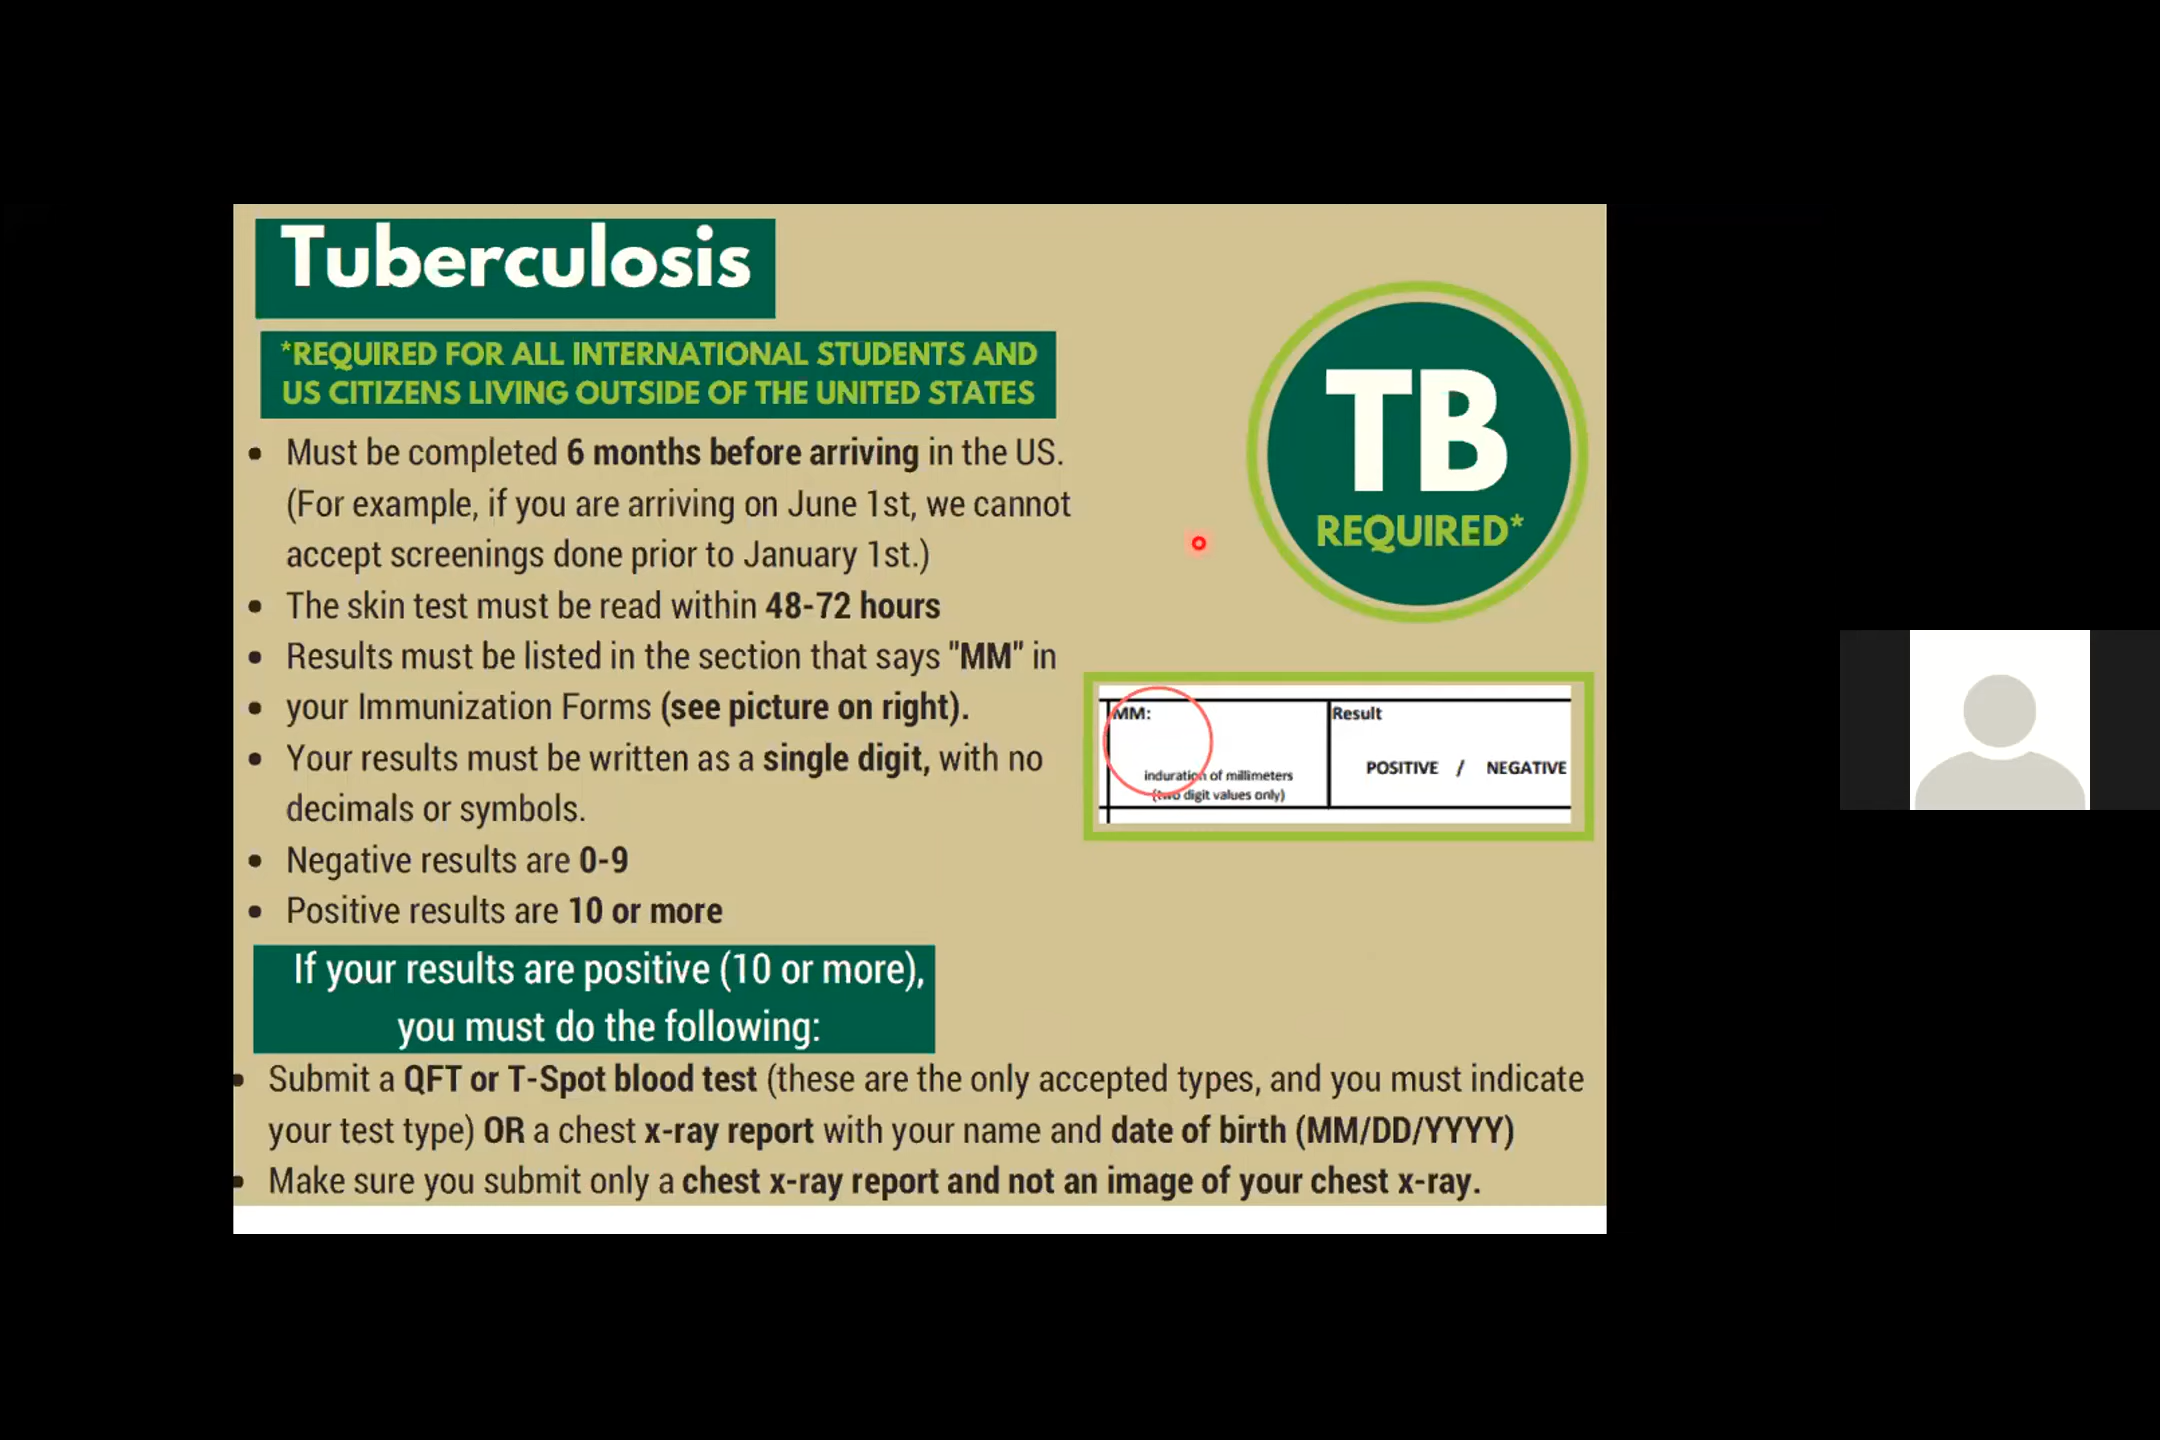 Tuberculosis
*REQUIRED FOR ALL INTERNATIONAL STUDENTS AND
US CITIZENS LIVING OUTSIDE OF THE UNITED STATES
• Must be completed 6 months before arriving in the US.
(For example, if you are arriving on June 1st, we cannot
accept screenings done prior to January 1st.)
• The skin test must be read within 48-72 hours
• Results must be listed in the section that says "MM" in
• your Immunization Forms (see picture on right).
• Your results must be written as a single digit, with no
decimals or symbols.
• Negative results are 0-9
• Positive results are 10 or more
TB
REQUIRED*
MM:
induration of millimeters
(two digit values only)
Result
POSITIVE / NEGATIVE
If your results are positive (10 or more),
you must do the following:
• Submit a QFT or T-Spot blood test (these are the only accepted types, and you must indicate
your test type) OR a chest x-ray report with your name and date of birth (MM/DD/YYYY)
• Make sure you submit only a chest x-ray report and not an image of your chest x-ray.